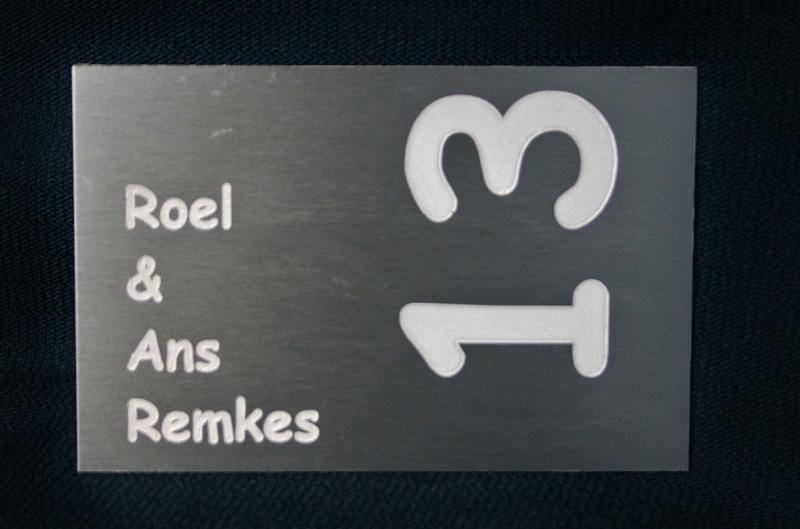 Roel
&
Ans
Remkes
13